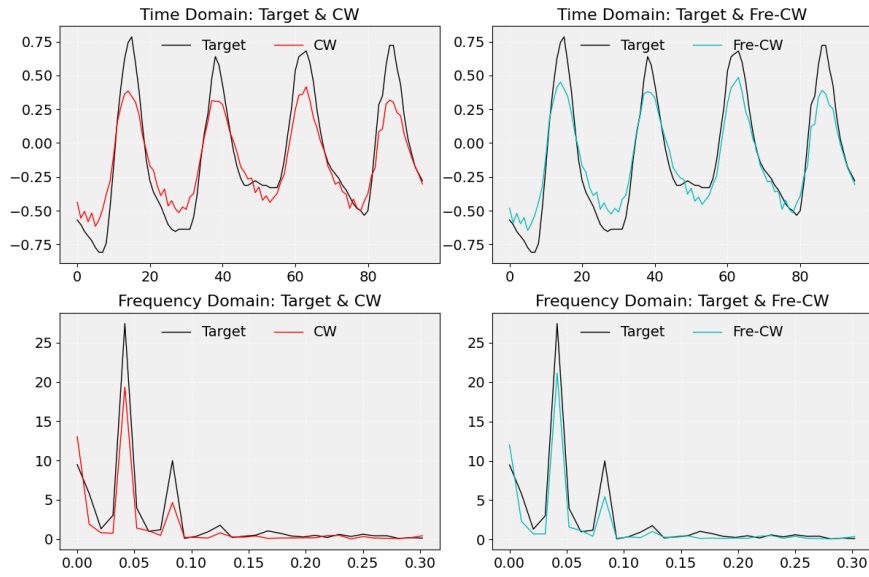 Time Domain: Target & CW
Target CW
0.75
0.50
0.25
0.00
−0.25
−0.50
−0.75
0 20 40 60 80
Time Domain: Target & Fre-CW
Target Fre-CW
0.75
0.50
0.25
0.00
−0.25
−0.50
−0.75
0 20 40 60 80
Frequency Domain: Target & CW
Target CW
25
20
15
10
5
0
0.00 0.05 0.10 0.15 0.20 0.25 0.30
Frequency Domain: Target & Fre-CW
Target Fre-CW
25
20
15
10
5
0
0.00 0.05 0.10 0.15 0.20 0.25 0.30